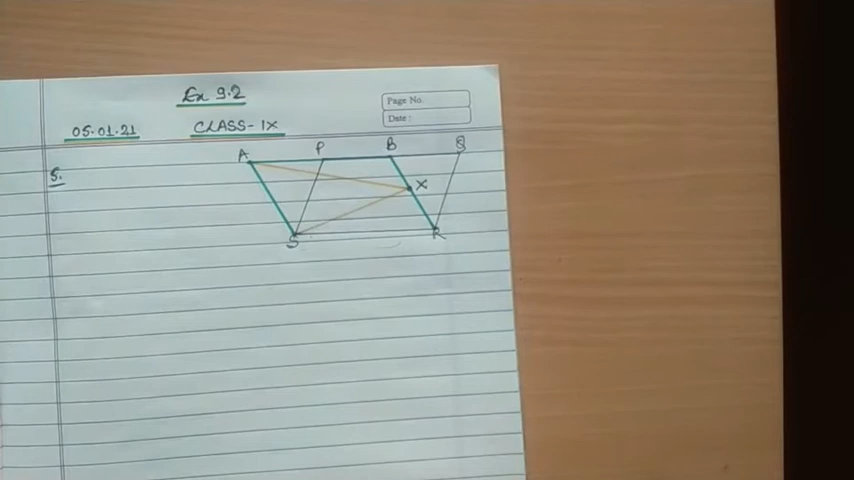 Ex 9.2
Page No.
Date :
05.01.21 CLASS-IX
5.
A P B Q
X
S R